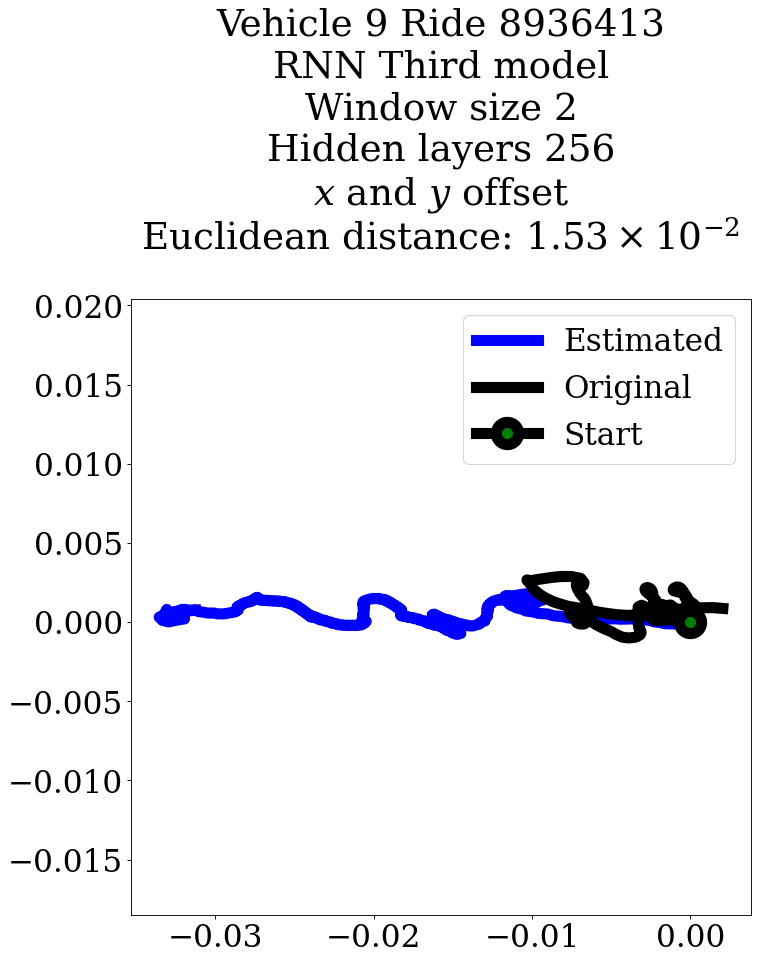 Vehicle 9 Ride 8936413
RNN Third model
Window size 2
Hidden layers 256
x and y offset
Euclidean distance: 1.53 × 10⁻²
Estimated
Original
Start
0.020
0.015
0.010
0.005
0.000
−0.005
−0.010
−0.015
−0.03 −0.02 −0.01 0.00